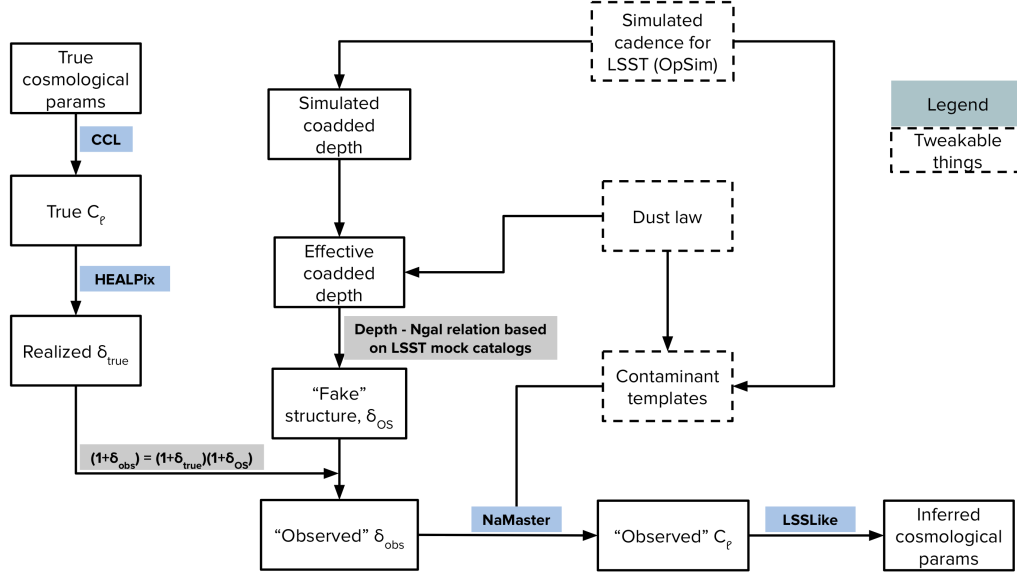 True
cosmological
params
CCL
True Cℓ
HEALPix
Realized δtrue
Simulated
cadence for
LSST (OpSim)
Simulated
coadded
depth
Dust law
Effective
coadded
depth
Depth - Ngal relation based
on LSST mock catalogs
Contaminant
templates
“Fake”
structure, δOS
(1+δobs) = (1+δtrue)(1+δOS)
“Observed” δobs
NaMaster
“Observed” Cℓ
LSSLike
Inferred
cosmological
params
Legend
Tweakable
things